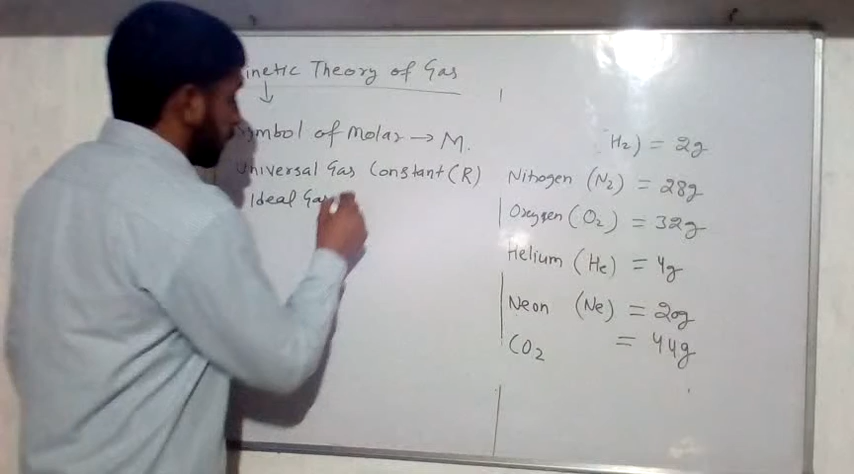 inetic Theory of Gas
↓
ymbol of Molar → M.
Universal Gas Constant (R)
Ideal Ga
H2) = 2g
Nitrogen (N2) = 28g
Oxygen (O2) = 32g
Helium (He) = 4g
Neon (Ne) = 20g
CO2 = 44g